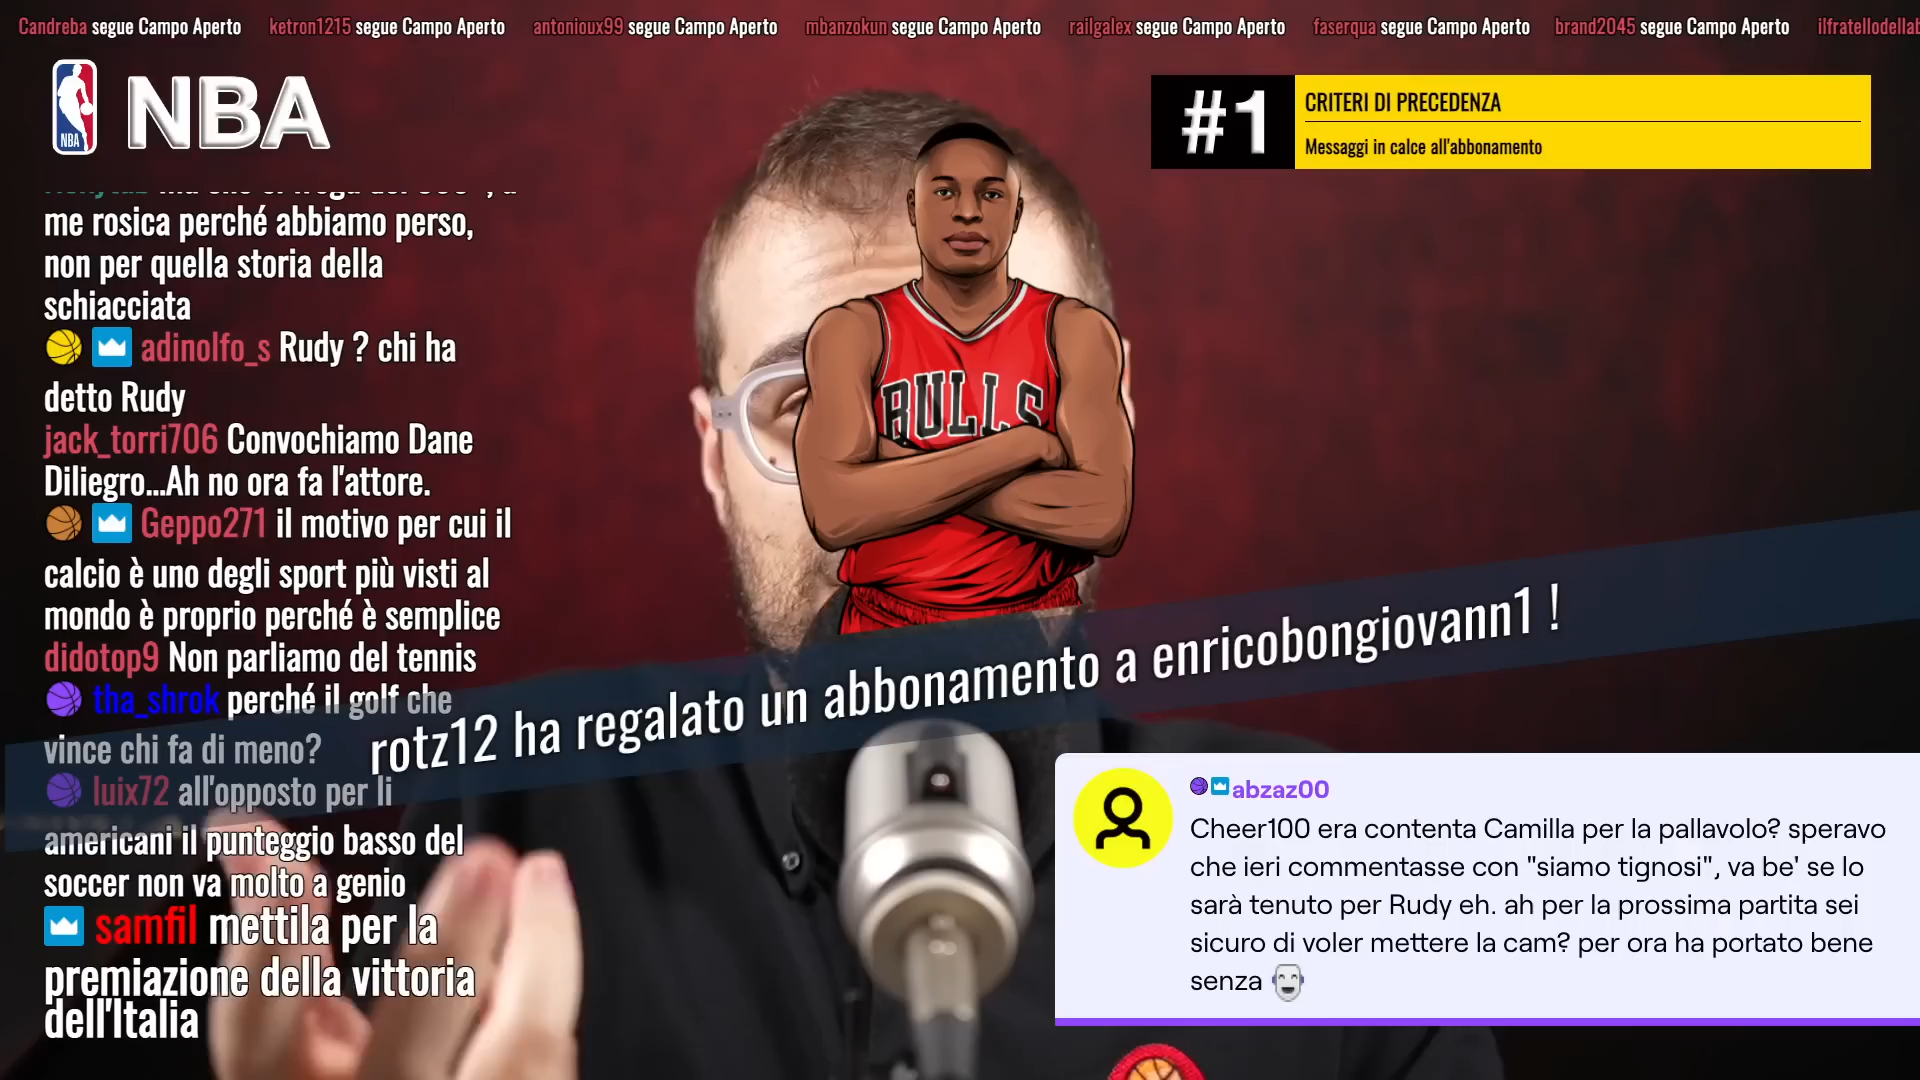 Candreba segue Campo Aperto ketron1215 segue Campo Aperto antonioux99 segue Campo Aperto mbanzokun segue Campo Aperto railgalex segue Campo Aperto faserqua segue Campo Aperto brand2045 segue Campo Aperto ilfratellodellab
NBA NBA
#1 CRITERI DI PRECEDENZA
Messaggi in calce all'abbonamento
me rosica perché abbiamo perso,
non per quella storia della
schiacciata
adinolfo_s Rudy ? chi ha
detto Rudy
jack_torri706 Convochiamo Dane
Diliegro...Ah no ora fa l'attore.
Geppo271 il motivo per cui il
calcio è uno degli sport più visti al
mondo è proprio perché è semplice
didotop9 Non parliamo del tennis
tha_shrok perché il golf che
vince chi fa di meno?
luix72 all'opposto per li
americani il punteggio basso del
soccer non va molto a genio
samfil mettila per la
premiazione della vittoria
dell'Italia
BULLS
rotz12 ha regalato un abbonamento a enricobongiovann1 !
abzaz00
Cheer100 era contenta Camilla per la pallavolo? speravo
che ieri commentasse con "siamo tignosi", va be' se lo
sarà tenuto per Rudy eh. ah per la prossima partita sei
sicuro di voler mettere la cam? per ora ha portato bene
senza